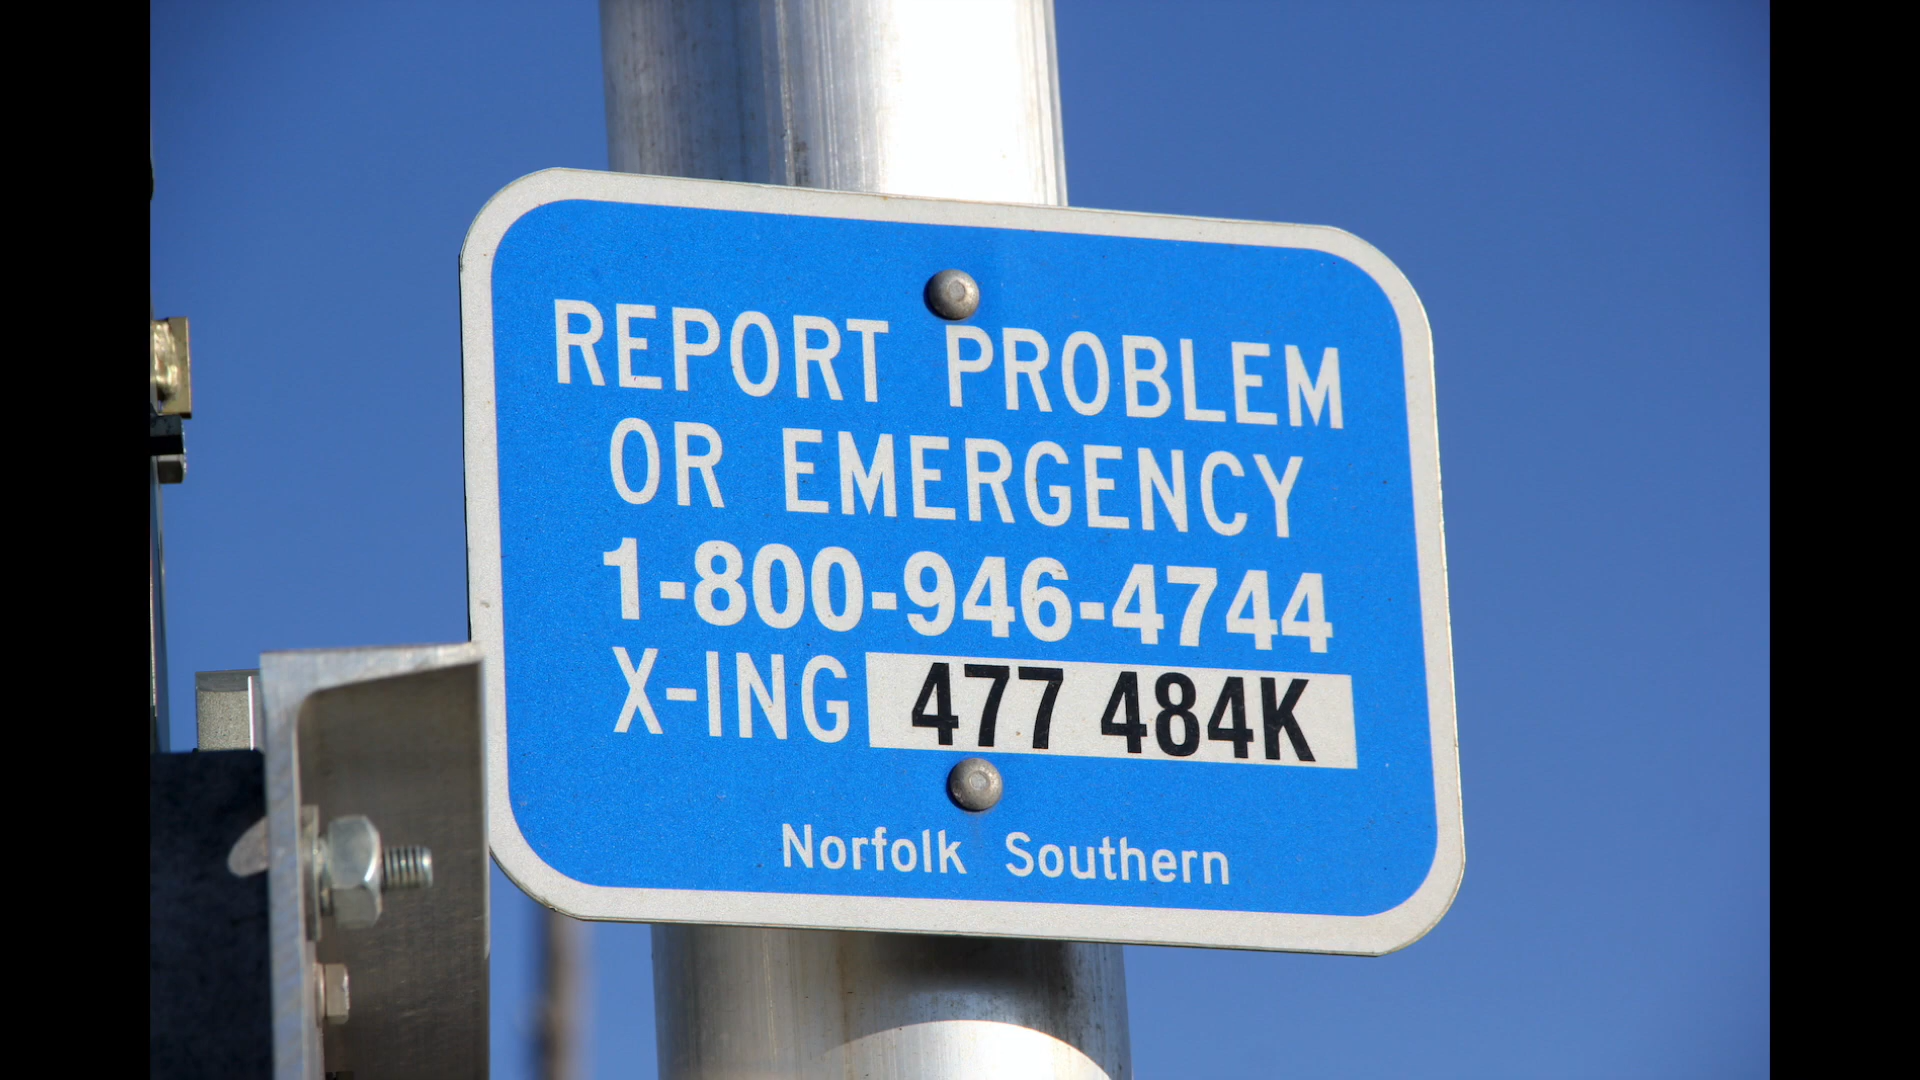 REPORT PROBLEM
OR EMERGENCY
1-800-946-4744
X-ING 477 484K
Norfolk Southern